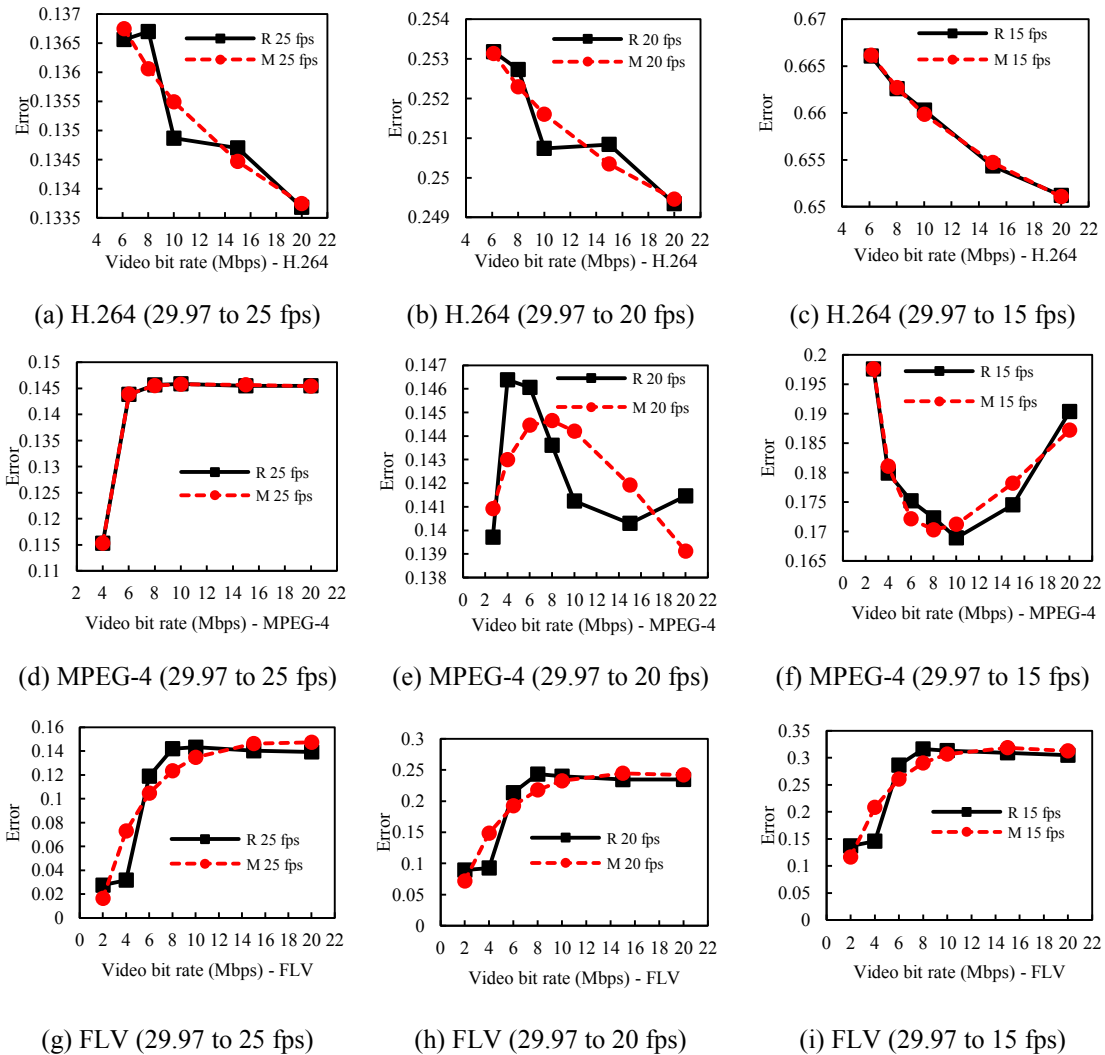 0.137
0.1365
0.136
0.1355
0.135
0.1345
0.134
0.1335
Error
R 25 fps
M 25 fps
4 6 8 10 12 14 16 18 20 22
Video bit rate (Mbps) - H.264
(a) H.264 (29.97 to 25 fps)
0.254
0.253
0.252
0.251
0.25
0.249
Error
R 20 fps
M 20 fps
4 6 8 10 12 14 16 18 20 22
Video bit rate (Mbps) - H.264
(b) H.264 (29.97 to 20 fps)
0.67
0.665
0.66
0.655
0.65
Error
R 15 fps
M 15 fps
4 6 8 10 12 14 16 18 20 22
Video bit rate (Mbps) - H.264
(c) H.264 (29.97 to 15 fps)
0.15
0.145
0.14
0.135
0.13
0.125
0.12
0.115
0.11
Error
R 25 fps
M 25 fps
0 2 4 6 8 10 12 14 16 18 20 22
Video bit rate (Mbps) - MPEG-4
(d) MPEG-4 (29.97 to 25 fps)
0.147
0.146
0.145
0.144
0.143
0.142
0.141
0.14
0.139
0.138
Error
R 20 fps
M 20 fps
0 2 4 6 8 10 12 14 16 18 20 22
Video bit rate (Mbps) - MPEG-4
(e) MPEG-4 (29.97 to 20 fps)
0.2
0.195
0.19
0.185
0.18
0.175
0.17
0.165
Error
R 15 fps
M 15 fps
0 2 4 6 8 10 12 14 16 18 20 22
Video bit rate (Mbps) - MPEG-4
(f) MPEG-4 (29.97 to 15 fps)
0.16
0.14
0.12
0.1
0.08
0.06
0.04
0.02
0
Error
R 25 fps
M 25 fps
0 2 4 6 8 10 12 14 16 18 20 22
Video bit rate (Mbps) - FLV
(g) FLV (29.97 to 25 fps)
0.3
0.25
0.2
0.15
0.1
0.05
0
Error
R 20 fps
M 20 fps
0 2 4 6 8 10 12 14 16 18 20 22
Video bit rate (Mbps) - FLV
(h) FLV (29.97 to 20 fps)
0.35
0.3
0.25
0.2
0.15
0.1
0.05
0
Error
R 15 fps
M 15 fps
0 2 4 6 8 10 12 14 16 18 20 22
Video bit rate (Mbps) - FLV
(i) FLV (29.97 to 15 fps)